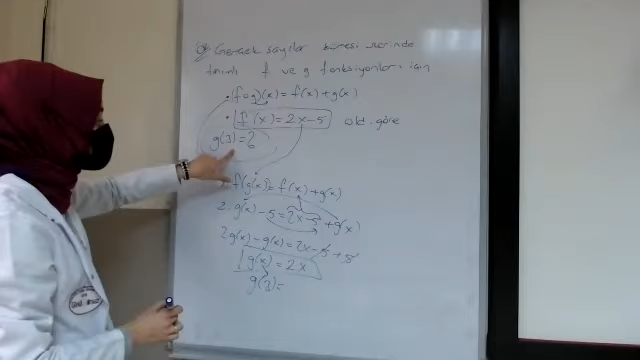 Gerçek sayılar kümesi üzerinde
tanımlı f ve g fonksiyonları için
• (fog)(x) = f(x) + g(x)
• f(x) = 2x-5 old. göre
g(3) = ?
f(g(x)) = f(x) + g(x)
2. g(x) - 5 = 2x-5 + g(x)
2g(x) - g(x) = 2x - 5 + 5
g(x) = 2x
g(3) =